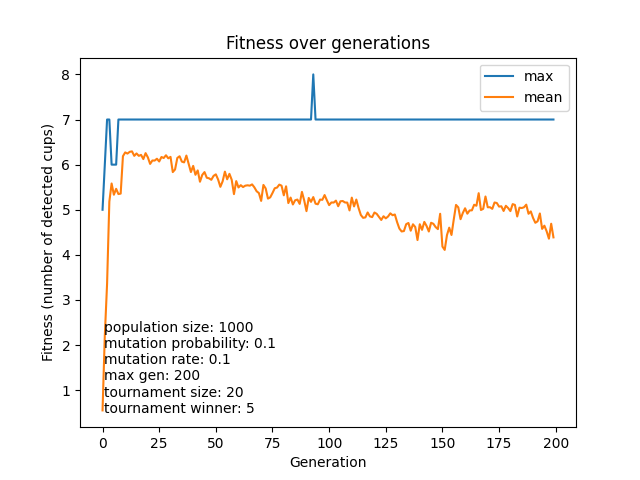 Fitness over generations
max
mean
Fitness (number of detected cups)
8
7
6
5
4
3
2
1
population size: 1000
mutation probability: 0.1
mutation rate: 0.1
max gen: 200
tournament size: 20
tournament winner: 5
0 25 50 75 100 125 150 175 200
Generation